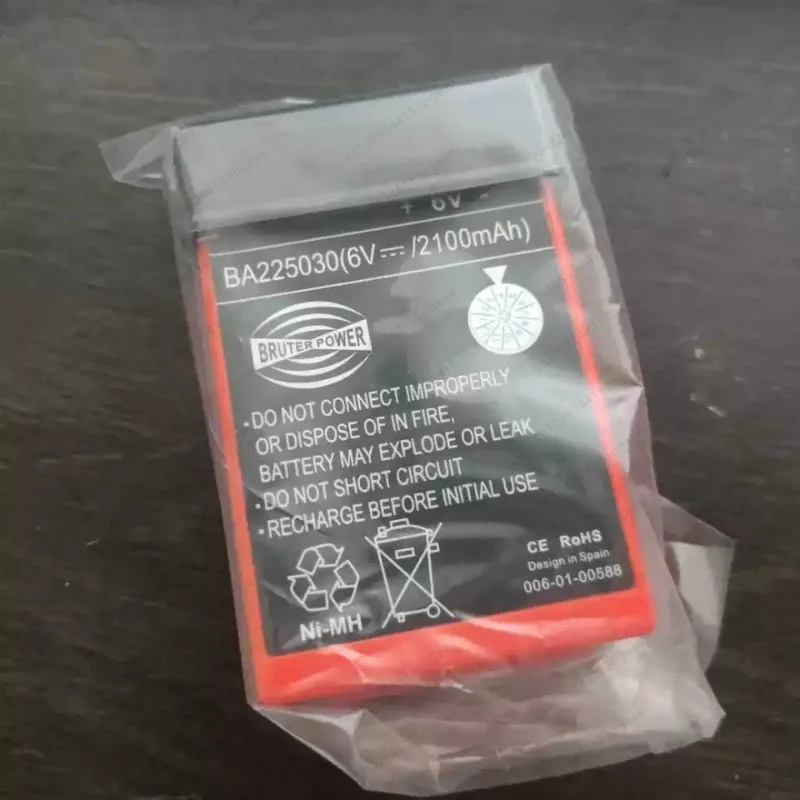 + 6V -
BA225030(6V⎓/2100mAh)
BRUTER POWER
·DO NOT CONNECT IMPROPERLY
OR DISPOSE OF IN FIRE,
BATTERY MAY EXPLODE OR LEAK
·DO NOT SHORT CIRCUIT
·RECHARGE BEFORE INITIAL USE
CE RoHS
Design in Spain
006-01-00588
Ni-MH